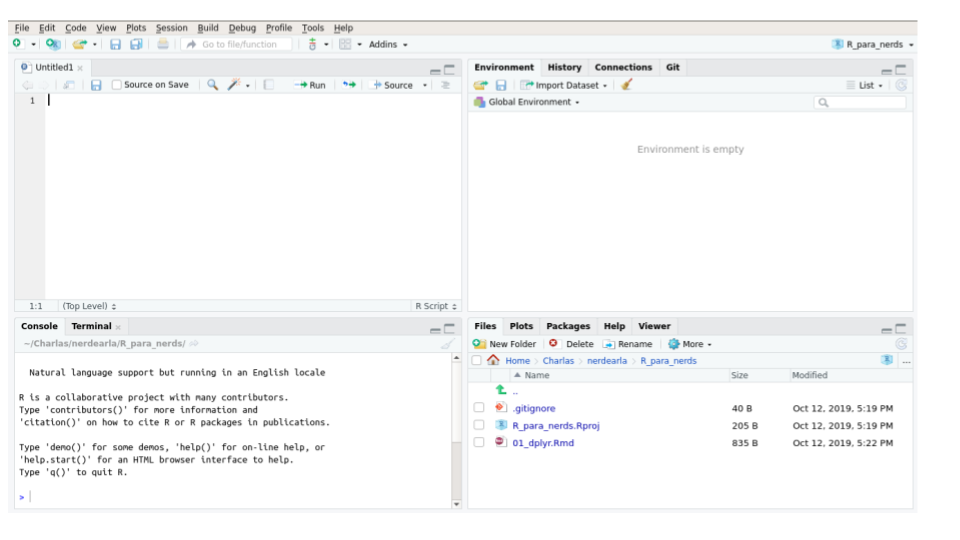 File Edit Code View Plots Session Build Debug Profile Tools Help
Go to file/function Addins R_para_nerds
Untitled1
Source on Save Run Source
1
1:1 (Top Level) R Script
Environment History Connections Git
Import Dataset List
Global Environment
Environment is empty
Console Terminal
~/Charlas/nerdearla/R_para_nerds/
Natural language support but running in an English locale
R is a collaborative project with many contributors.
Type 'contributors()' for more information and
'citation()' on how to cite R or R packages in publications.
Type 'demo()' for some demos, 'help()' for on-line help, or
'help.start()' for an HTML browser interface to help.
Type 'q()' to quit R.
>
Files Plots Packages Help Viewer
New Folder Delete Rename More
Home Charlas nerdearla R_para_nerds ...
Name Size Modified
..
.gitignore 40 B Oct 12, 2019, 5:19 PM
R_para_nerds.Rproj 205 B Oct 12, 2019, 5:19 PM
01_dplyr.Rmd 835 B Oct 12, 2019, 5:22 PM